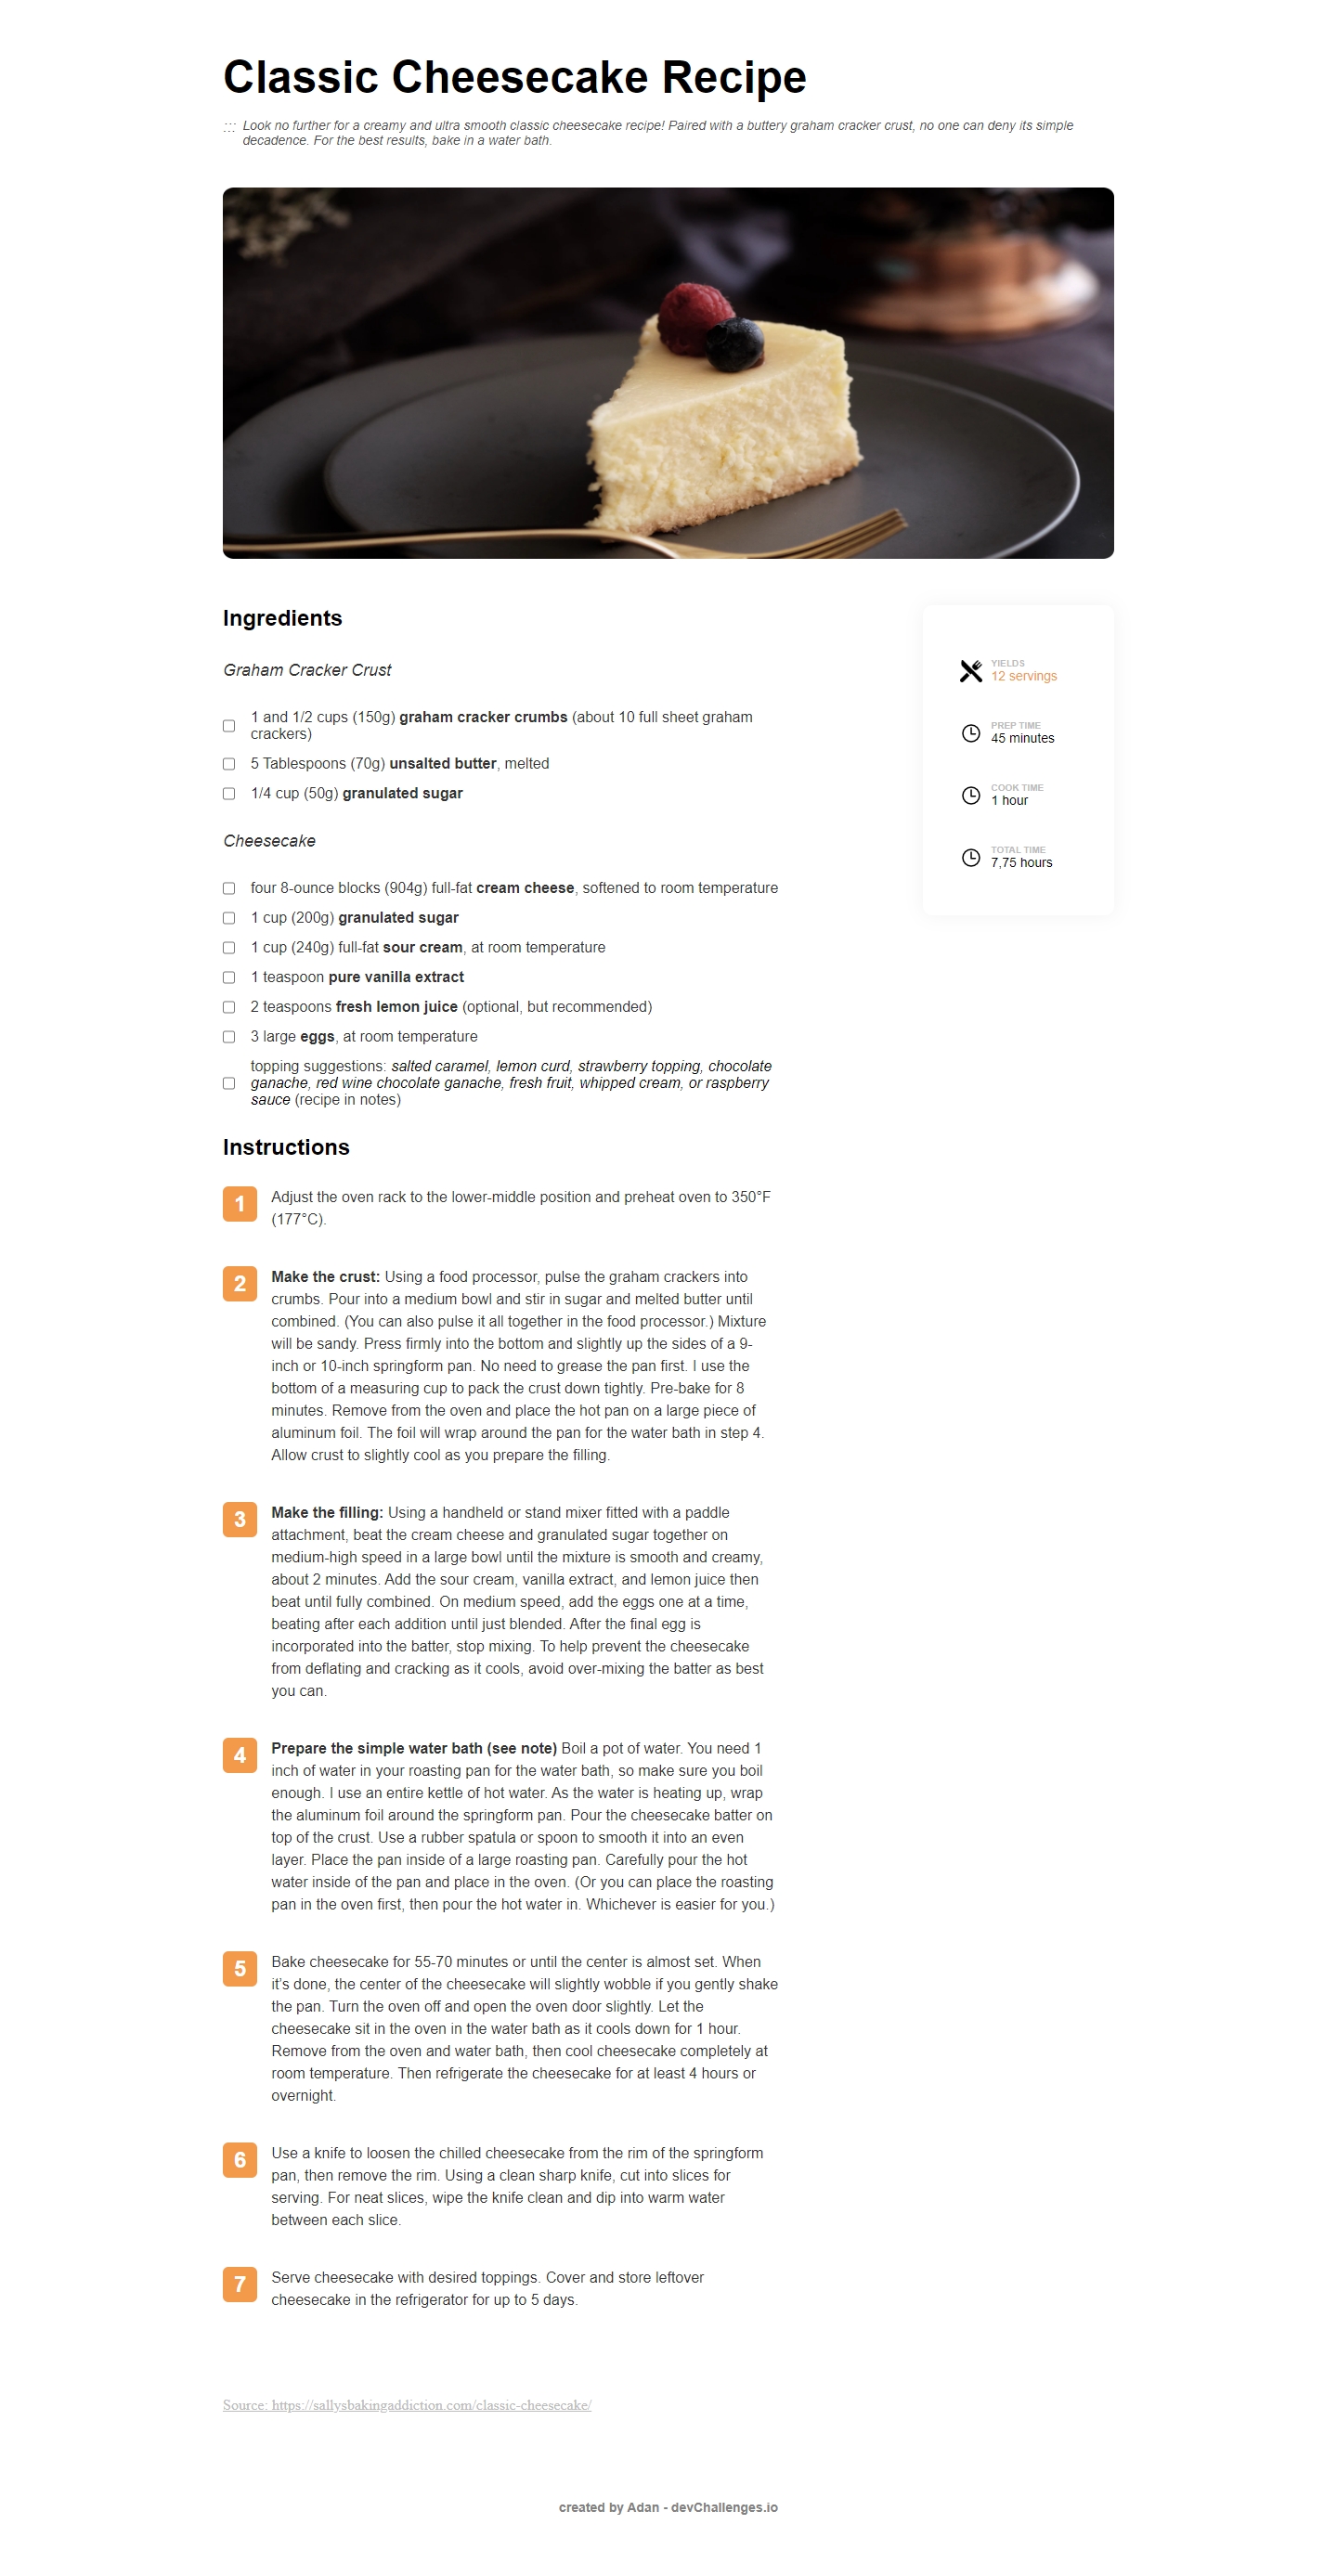 Classic Cheesecake Recipe
Look no further for a creamy and ultra smooth classic cheesecake recipe! Paired with a buttery graham cracker crust, no one can deny its simple
decadence. For the best results, bake in a water bath.
Ingredients
Graham Cracker Crust
1 and 1/2 cups (150g) graham cracker crumbs (about 10 full sheet graham
crackers)
5 Tablespoons (70g) unsalted butter, melted
1/4 cup (50g) granulated sugar
Cheesecake
four 8-ounce blocks (904g) full-fat cream cheese, softened to room temperature
1 cup (200g) granulated sugar
1 cup (240g) full-fat sour cream, at room temperature
1 teaspoon pure vanilla extract
2 teaspoons fresh lemon juice (optional, but recommended)
3 large eggs, at room temperature
topping suggestions: salted caramel, lemon curd, strawberry topping, chocolate
ganache, red wine chocolate ganache, fresh fruit, whipped cream, or raspberry
sauce (recipe in notes)
YIELDS
12 servings
PREP TIME
45 minutes
COOK TIME
1 hour
TOTAL TIME
7,75 hours
Instructions
1 Adjust the oven rack to the lower-middle position and preheat oven to 350°F
(177°C).
2 Make the crust: Using a food processor, pulse the graham crackers into
crumbs. Pour into a medium bowl and stir in sugar and melted butter until
combined. (You can also pulse it all together in the food processor.) Mixture
will be sandy. Press firmly into the bottom and slightly up the sides of a 9-
inch or 10-inch springform pan. No need to grease the pan first. I use the
bottom of a measuring cup to pack the crust down tightly. Pre-bake for 8
minutes. Remove from the oven and place the hot pan on a large piece of
aluminum foil. The foil will wrap around the pan for the water bath in step 4.
Allow crust to slightly cool as you prepare the filling.
3 Make the filling: Using a handheld or stand mixer fitted with a paddle
attachment, beat the cream cheese and granulated sugar together on
medium-high speed in a large bowl until the mixture is smooth and creamy,
about 2 minutes. Add the sour cream, vanilla extract, and lemon juice then
beat until fully combined. On medium speed, add the eggs one at a time,
beating after each addition until just blended. After the final egg is
incorporated into the batter, stop mixing. To help prevent the cheesecake
from deflating and cracking as it cools, avoid over-mixing the batter as best
you can.
4 Prepare the simple water bath (see note) Boil a pot of water. You need 1
inch of water in your roasting pan for the water bath, so make sure you boil
enough. I use an entire kettle of hot water. As the water is heating up, wrap
the aluminum foil around the springform pan. Pour the cheesecake batter on
top of the crust. Use a rubber spatula or spoon to smooth it into an even
layer. Place the pan inside of a large roasting pan. Carefully pour the hot
water inside of the pan and place in the oven. (Or you can place the roasting
pan in the oven first, then pour the hot water in. Whichever is easier for you.)
5 Bake cheesecake for 55-70 minutes or until the center is almost set. When
it's done, the center of the cheesecake will slightly wobble if you gently shake
the pan. Turn the oven off and open the oven door slightly. Let the
cheesecake sit in the oven in the water bath as it cools down for 1 hour.
Remove from the oven and water bath, then cool cheesecake completely at
room temperature. Then refrigerate the cheesecake for at least 4 hours or
overnight.
6 Use a knife to loosen the chilled cheesecake from the rim of the springform
pan, then remove the rim. Using a clean sharp knife, cut into slices for
serving. For neat slices, wipe the knife clean and dip into warm water
between each slice.
7 Serve cheesecake with desired toppings. Cover and store leftover
cheesecake in the refrigerator for up to 5 days.
Source: https://sallysbakingaddiction.com/classic-cheesecake/
created by Adan - devChallenges.io